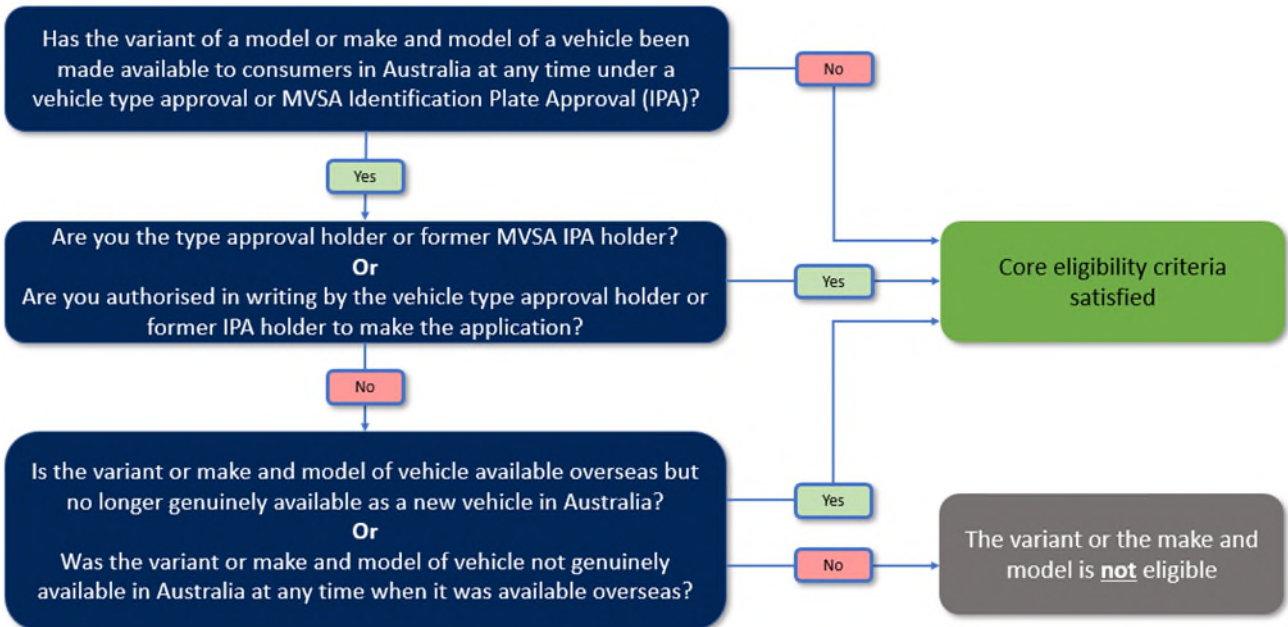 Has the variant of a model or make and model of a vehicle been
made available to consumers in Australia at any time under a
vehicle type approval or MVSA Identification Plate Approval (IPA)?
No
Yes
Are you the type approval holder or former MVSA IPA holder?
Or
Are you authorised in writing by the vehicle type approval holder or
former IPA holder to make the application?
Yes
Core eligibility criteria
satisfied
No
Is the variant or make and model of vehicle available overseas but
no longer genuinely available as a new vehicle in Australia?
Or
Was the variant or make and model of vehicle not genuinely
available in Australia at any time when it was available overseas?
Yes
No
The variant or the make and
model is not eligible